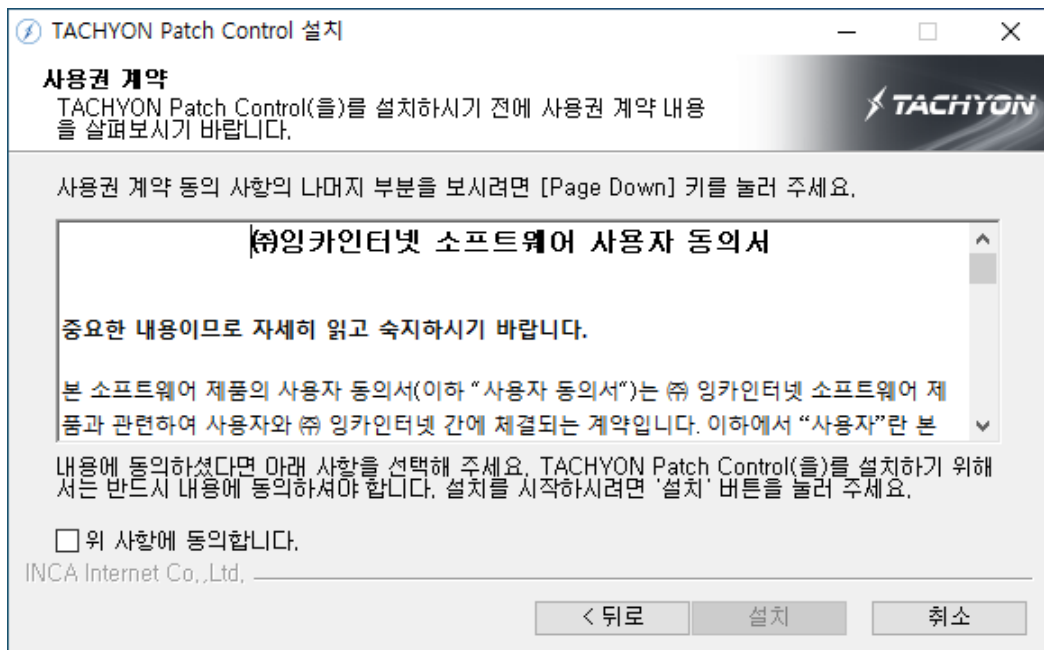 TACHYON Patch Control 설치
사용권 계약
TACHYON Patch Control(을)를 설치하시기 전에 사용권 계약 내용
을 살펴보시기 바랍니다.
TACHYON
사용권 계약 동의 사항의 나머지 부분을 보시려면 [Page Down] 키를 눌러 주세요.
㈜잉카인터넷 소프트웨어 사용자 동의서
중요한 내용이므로 자세히 읽고 숙지하시기 바랍니다.
본 소프트웨어 제품의 사용자 동의서(이하 “사용자 동의서“)는 ㈜ 잉카인터넷 소프트웨어 제
품과 관련하여 사용자와 ㈜ 잉카인터넷 간에 체결되는 계약입니다. 이하에서 “사용자”란 본
내용에 동의하셨다면 아래 사항을 선택해 주세요. TACHYON Patch Control(을)를 설치하기 위해
서는 반드시 내용에 동의하셔야 합니다. 설치를 시작하시려면 '설치' 버튼을 눌러 주세요.
위 사항에 동의합니다.
INCA Internet Co.,Ltd.
< 뒤로
설치
취소